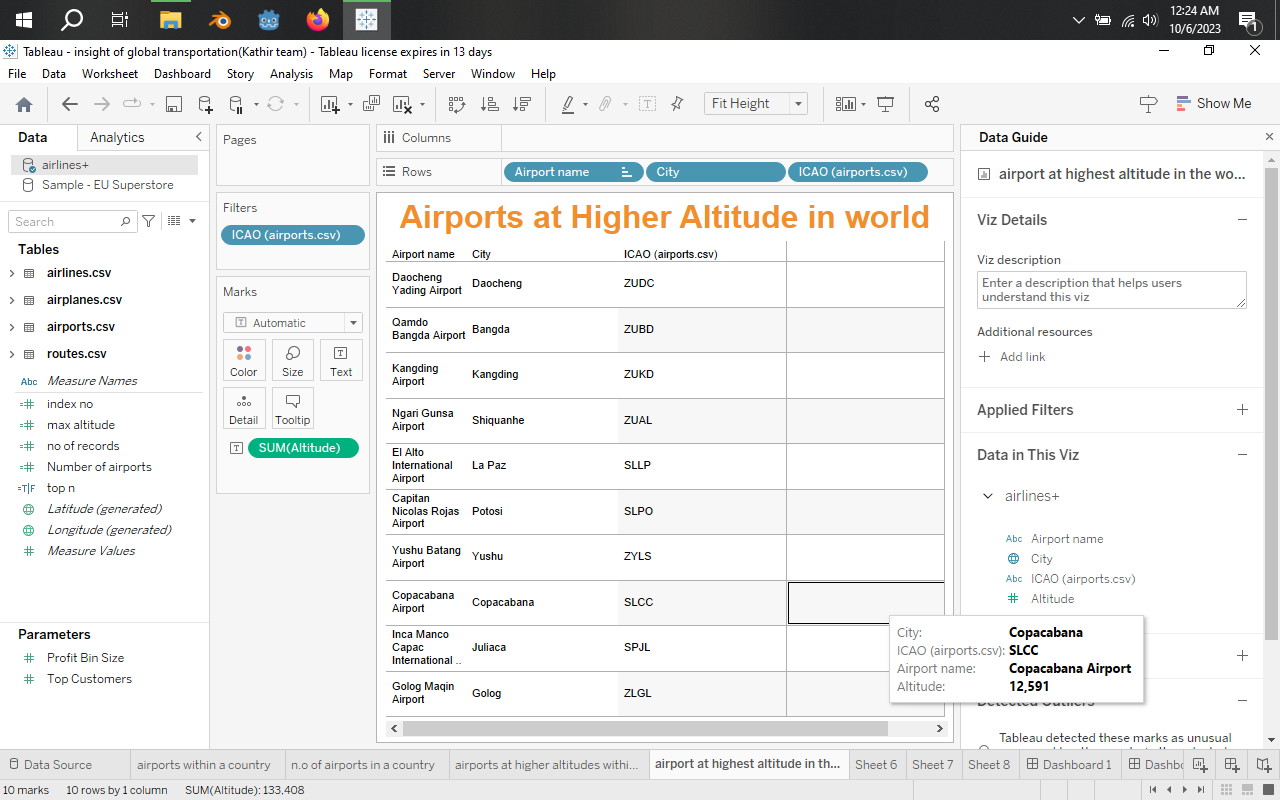 12:24 AM
10/6/2023
1
Tableau - insight of global transportation(Kathir team) - Tableau license expires in 13 days
File Data Worksheet Dashboard Story Analysis Map Format Server Window Help
Fit Height
Show Me
Data Analytics
airlines+
Sample - EU Superstore
Search
Tables
airlines.csv
airplanes.csv
airports.csv
routes.csv
Abc Measure Names
index no
max altitude
no of records
Number of airports
T|F top n
Latitude (generated)
Longitude (generated)
Measure Values
Parameters
Profit Bin Size
Top Customers
Pages
Filters
ICAO (airports.csv)
Marks
Automatic
Color Size Text
Detail Tooltip
SUM(Altitude)
Columns
Rows Airport name City ICAO (airports.csv)
Airports at Higher Altitude in world
Airport name City ICAO (airports.csv)
Daocheng
Yading Airport Daocheng ZUDC
Qamdo
Bangda Airport Bangda ZUBD
Kangding
Airport Kangding ZUKD
Ngari Gunsa
Airport Shiquanhe ZUAL
El Alto
International
Airport La Paz SLLP
Capitan
Nicolas Rojas
Airport Potosi SLPO
Yushu Batang
Airport Yushu ZYLS
Copacabana
Airport Copacabana SLCC
Inca Manco
Capac
International .. Juliaca SPJL
Golog Maqin
Airport Golog ZLGL
City: Copacabana
ICAO (airports.csv): SLCC
Airport name: Copacabana Airport
Altitude: 12,591
Data Guide
airport at highest altitude in the wo...
Viz Details
Viz description
Enter a description that helps users
understand this viz
Additional resources
Add link
Applied Filters
Data in This Viz
airlines+
Abc Airport name
City
Abc ICAO (airports.csv)
Altitude
Detected Outliers
Tableau detected these marks as unusual
Data Source airports within a country n.o of airports in a country airports at higher altitudes withi... airport at highest altitude in th... Sheet 6 Sheet 7 Sheet 8 Dashboard 1 Dashbo
10 marks 10 rows by 1 column SUM(Altitude): 133,408